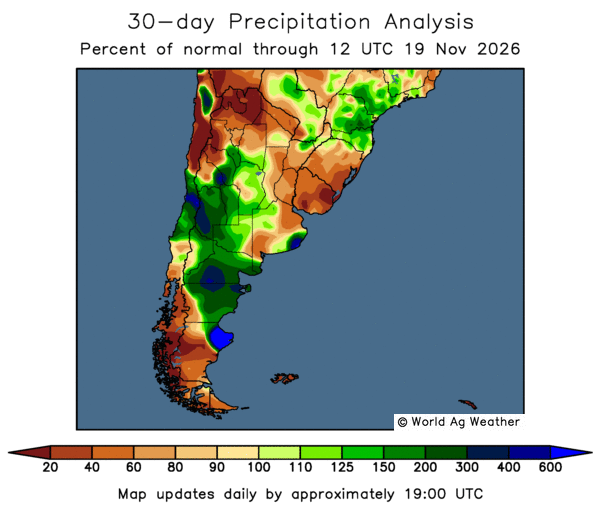 30-day Precipitation Analysis
Percent of normal through 12 UTC 19 Nov 2026
© World Ag Weather
20 40 60 80 90 100 110 125 150 200 300 400 600
Map updates daily by approximately 19:00 UTC